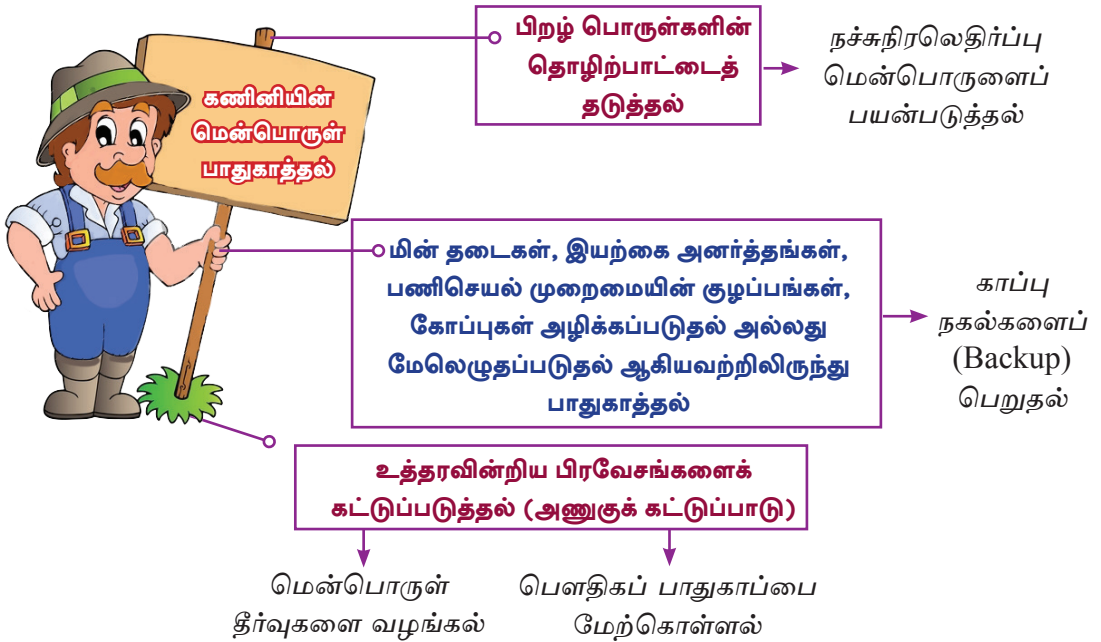 கணினியின்
மென்பொருள்
பாதுகாத்தல்
பிறழ் பொருள்களின்
தொழிற்பாட்டைத்
தடுத்தல்
நச்சுநிரலெதிர்ப்பு
மென்பொருளைப்
பயன்படுத்தல்
மின் தடைகள், இயற்கை அனர்த்தங்கள்,
பணிசெயல் முறைமையின் குழப்பங்கள்,
கோப்புகள் அழிக்கப்படுதல் அல்லது
மேலெழுதப்படுதல் ஆகியவற்றிலிருந்து
பாதுகாத்தல்
காப்பு
நகல்களைப்
(Backup)
பெறுதல்
உத்தரவின்றிய பிரவேசங்களைக்
கட்டுப்படுத்தல் (அணுகுக் கட்டுப்பாடு)
மென்பொருள்
தீர்வுகளை வழங்கல்
பௌதிகப் பாதுகாப்பை
மேற்கொள்ளல்